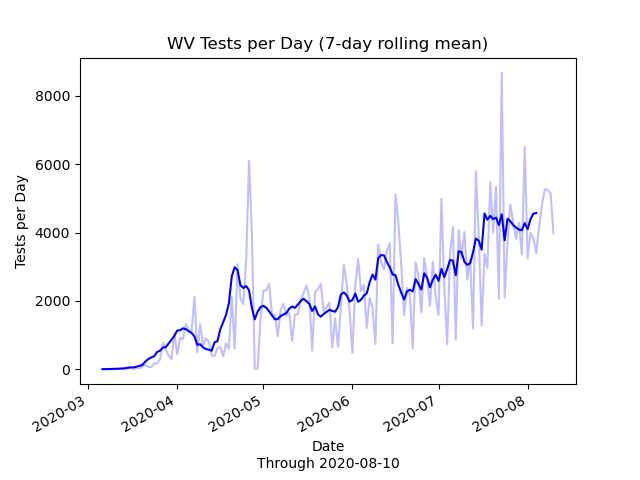 WV Tests per Day (7-day rolling mean)
Tests per Day
8000
6000
4000
2000
0
2020-03
2020-04
2020-05
2020-06
2020-07
2020-08
Date
Through 2020-08-10